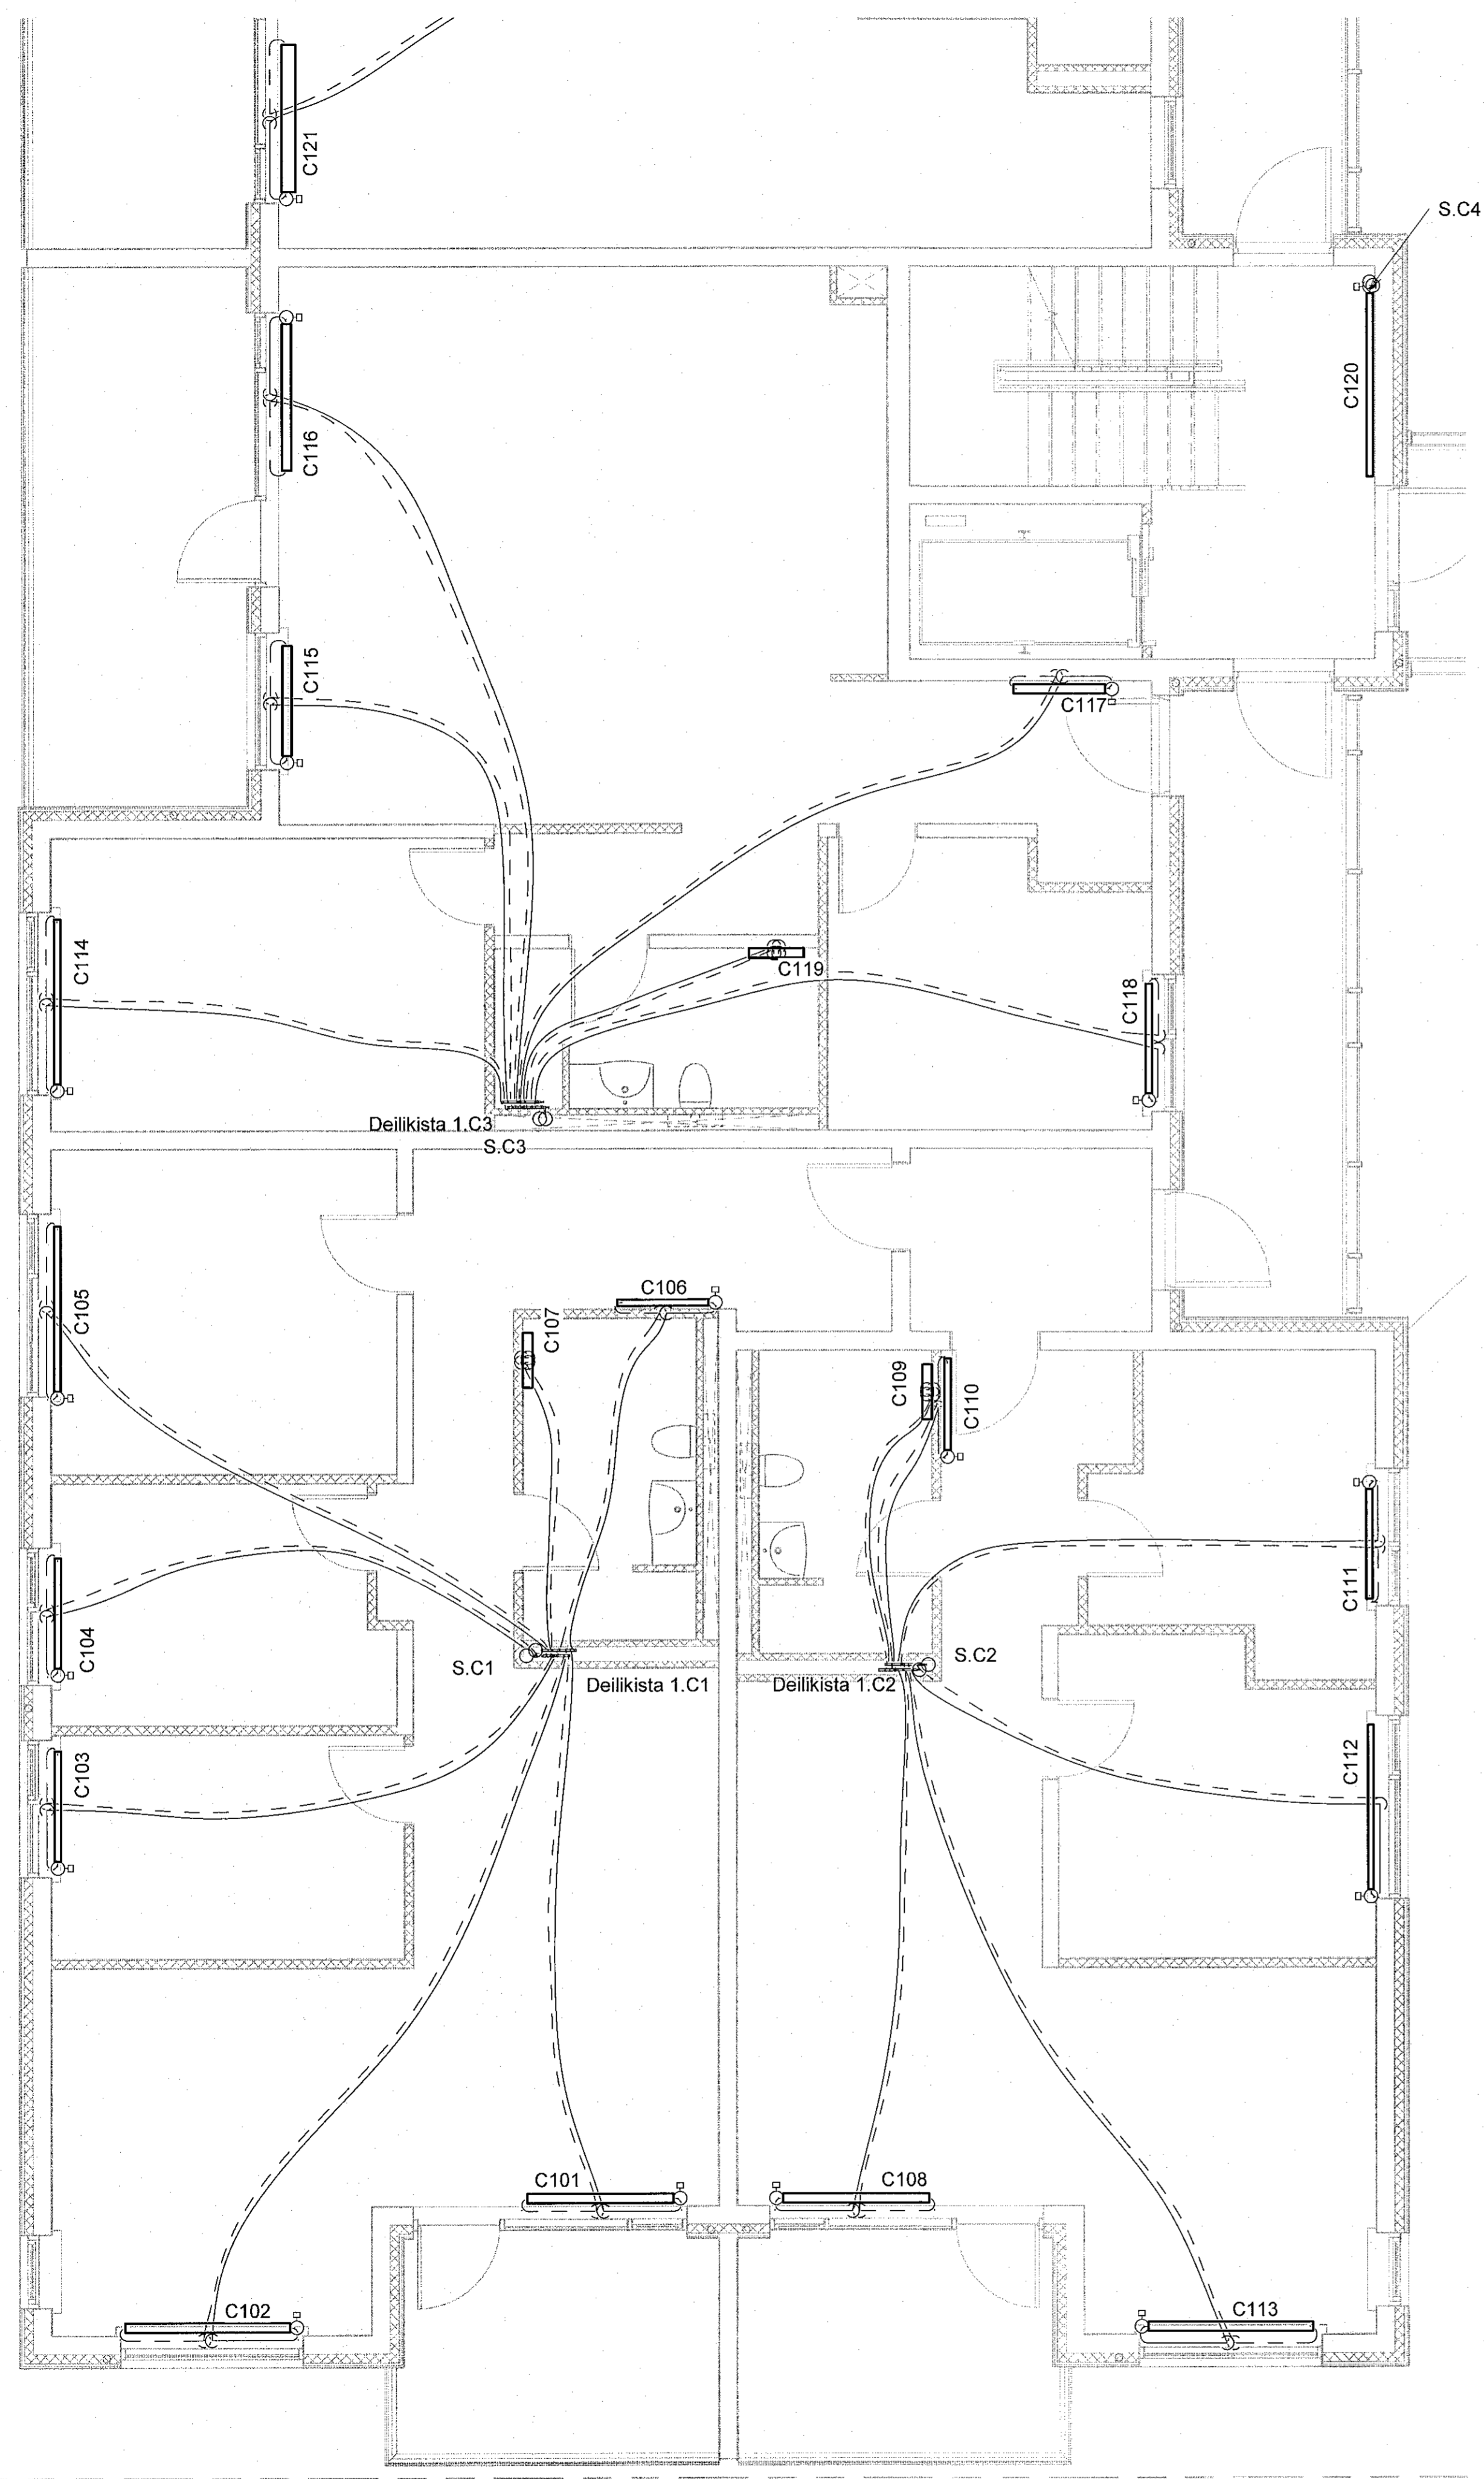 C121
S.C4
C120
C116
C115
C117
C114
C119
C118
Deilikista 1.C3
S.C3
C105
C106
C107
C109
C110
C111
C104
S.C1
S.C2
Deilikista 1.C1
Deilikista 1.C2
C103
C112
C101
C108
C102
C113